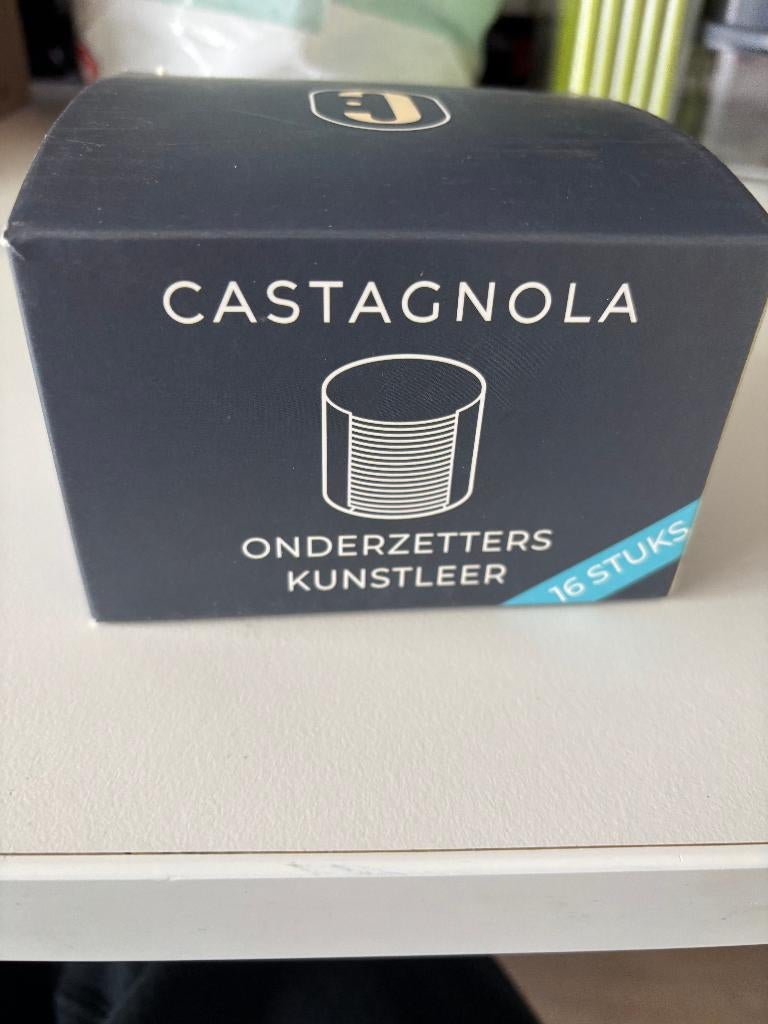 CASTAGNOLA
ONDERZETTERS
KUNSTLEER
16 STUKS